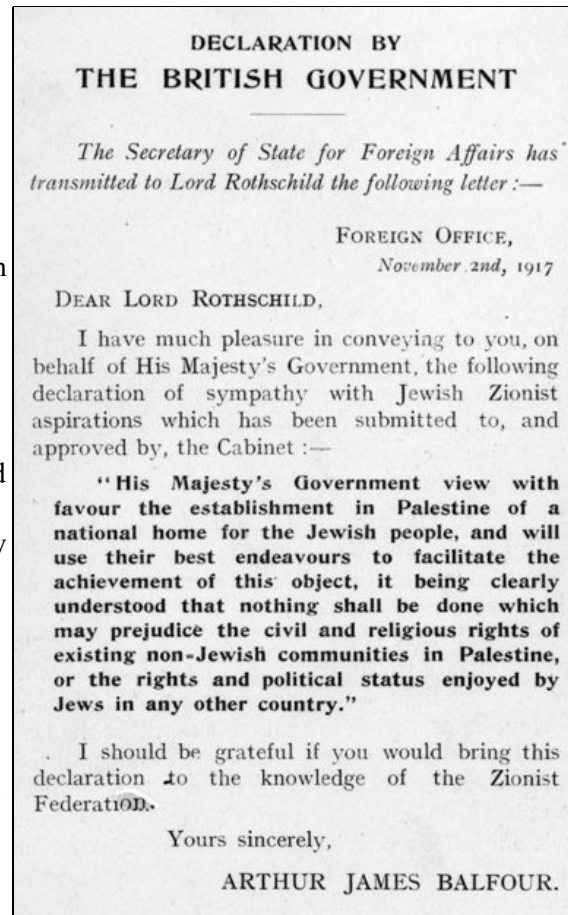 DECLARATION BY
THE BRITISH GOVERNMENT
The Secretary of State for Foreign Affairs has
transmitted to Lord Rothschild the following letter :—
FOREIGN OFFICE,
November 2nd, 1917
DEAR LORD ROTHSCHILD,
I have much pleasure in conveying to you, on
behalf of His Majesty's Government, the following
declaration of sympathy with Jewish Zionist
aspirations which has been submitted to, and
approved by, the Cabinet :—
"His Majesty's Government view with
favour the establishment in Palestine of a
national home for the Jewish people, and will
use their best endeavours to facilitate the
achievement of this object, it being clearly
understood that nothing shall be done which
may prejudice the civil and religious rights of
existing non-Jewish communities in Palestine,
or the rights and political status enjoyed by
Jews in any other country."
I should be grateful if you would bring this
declaration to the knowledge of the Zionist
Federation.
Yours sincerely,
ARTHUR JAMES BALFOUR.